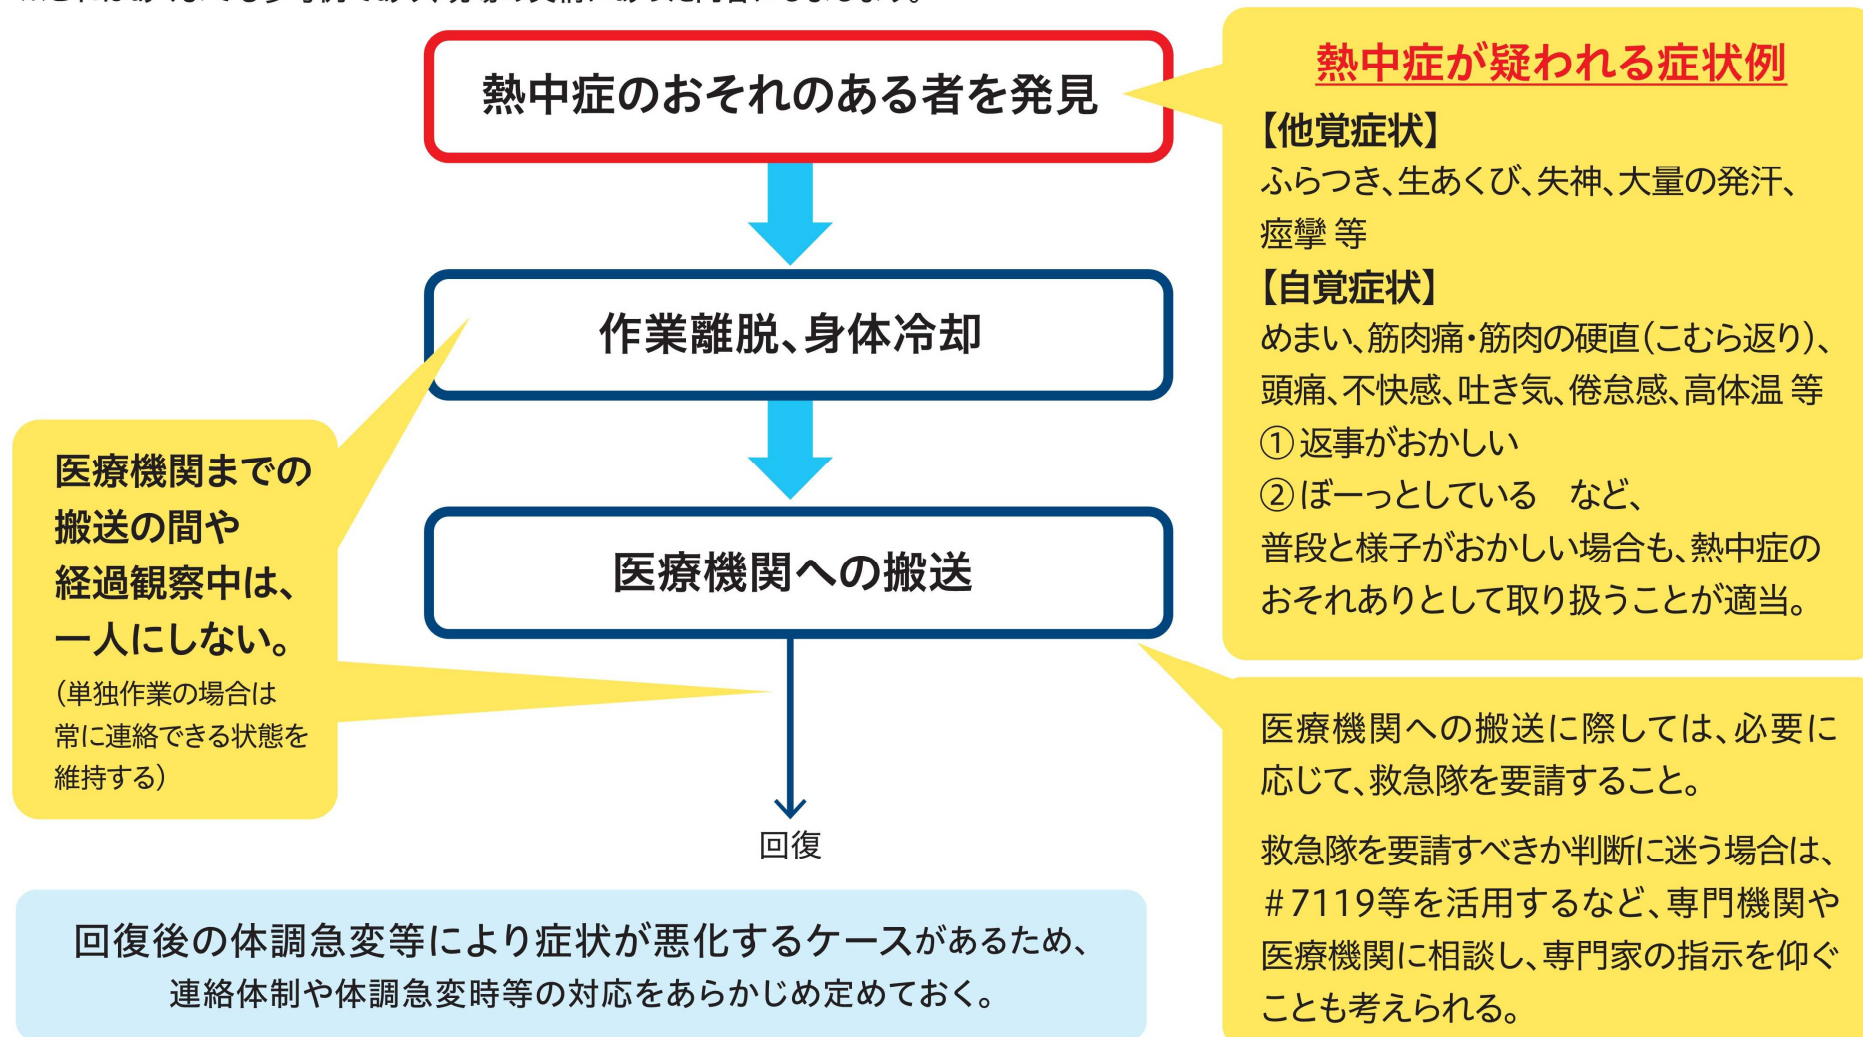 熱中症のおそれのある者を発見
作業離脱、身体冷却
医療機関への搬送
回復
医療機関までの
搬送の間や
経過観察中は、
一人にしない。
(単独作業の場合は
常に連絡できる状態を
維持する)
回復後の体調急変等により症状が悪化するケースがあるため、
連絡体制や体調急変時等の対応をあらかじめ定めておく。
熱中症が疑われる症状例
【他覚症状】
ふらつき、生あくび、失神、大量の発汗、
痙攣 等
【自覚症状】
めまい、筋肉痛・筋肉の硬直(こむら返り)、
頭痛、不快感、吐き気、倦怠感、高体温 等
①返事がおかしい
②ぼーっとしている　など、
普段と様子がおかしい場合も、熱中症の
おそれありとして取り扱うことが適当。
医療機関への搬送に際しては、必要に
応じて、救急隊を要請すること。
救急隊を要請すべきか判断に迷う場合は、
#7119等を活用するなど、専門機関や
医療機関に相談し、専門家の指示を仰ぐ
ことも考えられる。